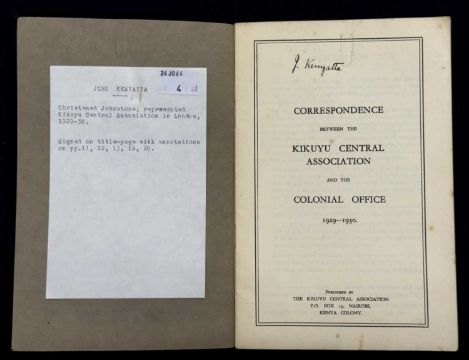 24J064
4
JOMO KENYATTA
Christened Johnstone; represented
Kikuyu Central Association in London,
1929-30.
Signed on title-page with annotations
on pp.11, 12, 13, 19, 20.
J. Kenyatta
CORRESPONDENCE
BETWEEN THE
KIKUYU CENTRAL
ASSOCIATION
AND THE
COLONIAL OFFICE
1929—1930.
PUBLISHED BY
THE KIKUYU CENTRAL ASSOCIATION
P.O. BOX NAIROBI,
KENYA COLONY.